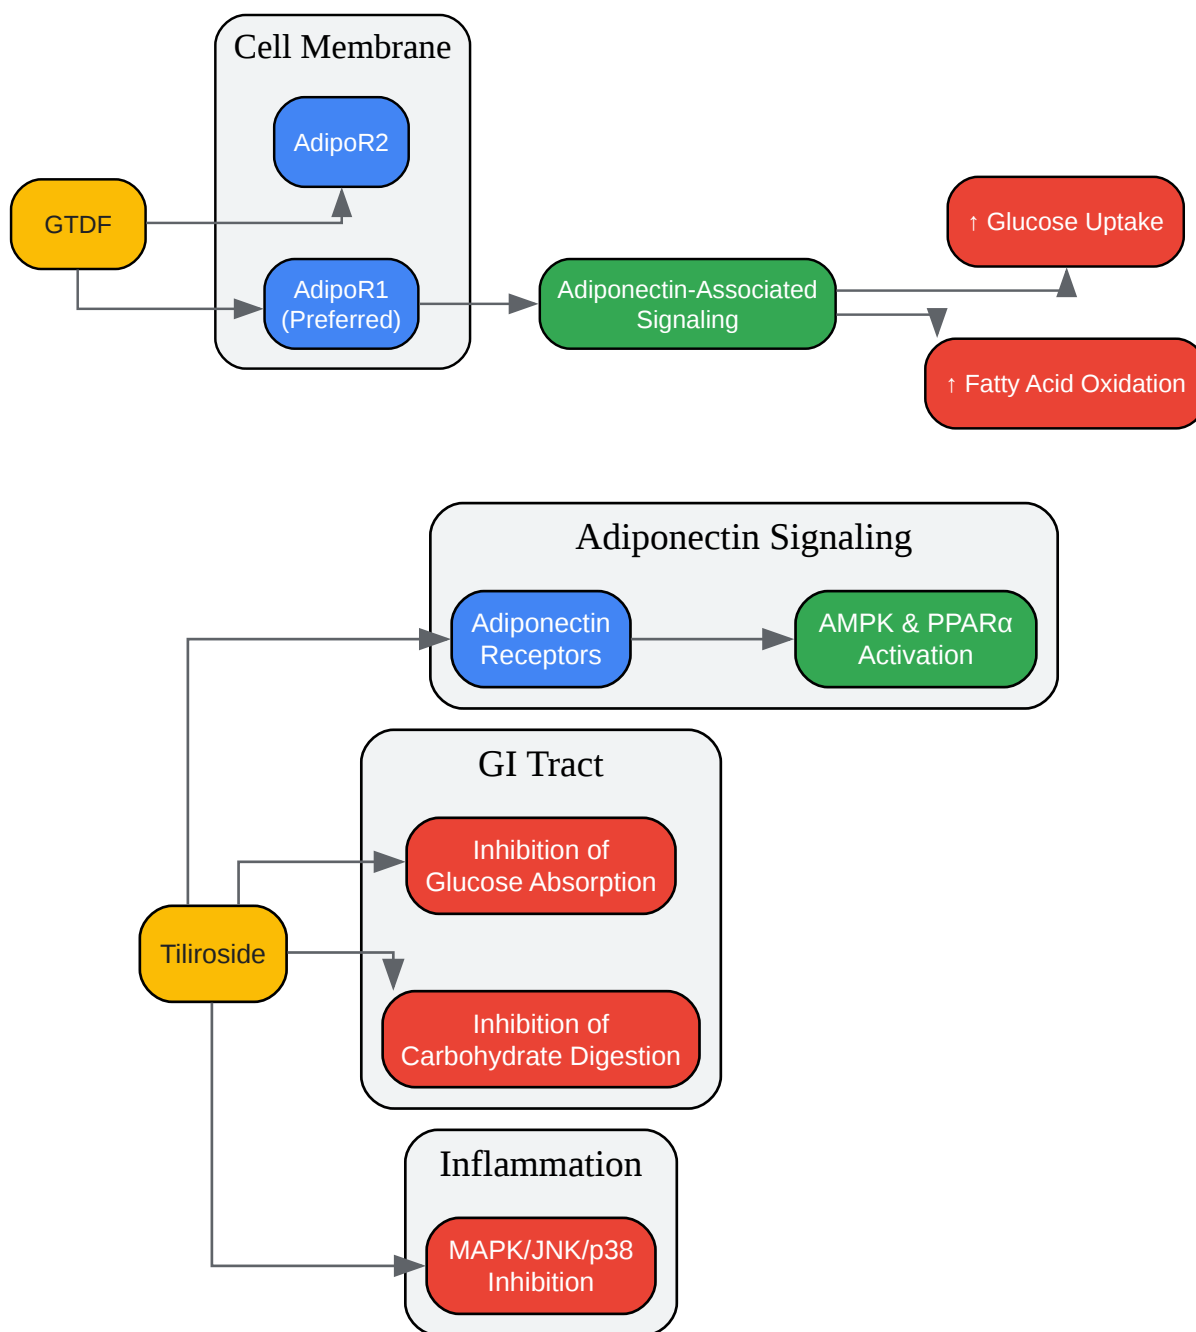 Cell Membrane
AdipoR2
GTDF
AdipoR1
(Preferred)
Adiponectin-Associated
Signaling
↑ Glucose Uptake
↑ Fatty Acid Oxidation
Adiponectin Signaling
Adiponectin
Receptors
AMPK & PPARα
Activation
GI Tract
Inhibition of
Glucose Absorption
Tiliroside
Inhibition of
Carbohydrate Digestion
Inflammation
MAPK/JNK/p38
Inhibition